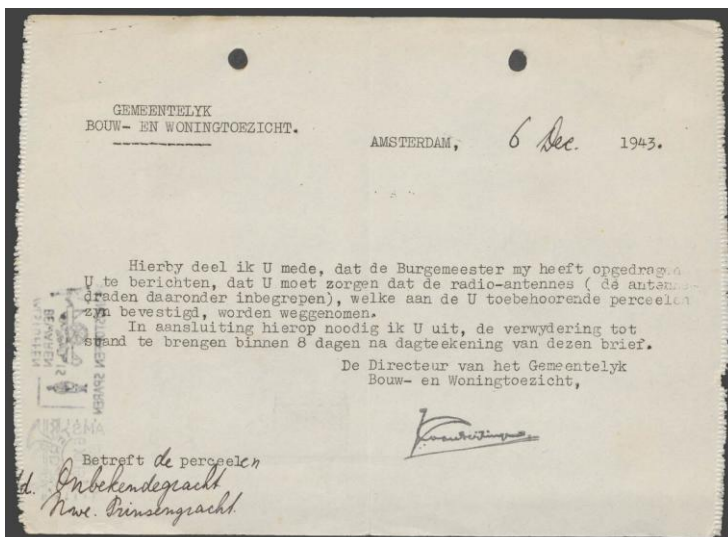 GEMEENTELYK
BOUW- EN WONINGTOEZICHT.
AMSTERDAM, 6 Dec. 1943.
Hierby deel ik U mede, dat de Burgemeester my heeft opgedragen
U te berichten, dat U moet zorgen dat de radio-antennes ( de antenne-
draden daaronder inbegrepen), welke aan de U toebehoorende perceelen
zyn bevestigd, worden weggenomen.
In aansluiting hierop noodig ik U uit, de verwydering tot
stand te brengen binnen 8 dagen na dagteekening van dezen brief.
De Directeur van het Gemeentelyk
Bouw- en Woningtoezicht,
BEWAREN
STOFFEN SPAREN
Betreft de perceelen
Onbekendegracht
Nwe. Prinsengracht.